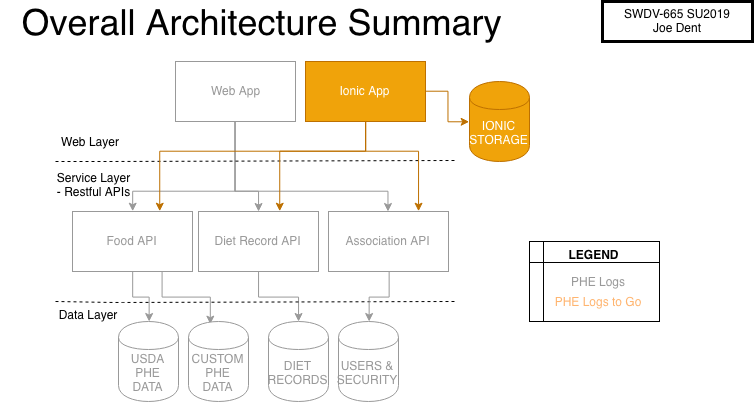 Overall Architecture Summary
SWDV-665 SU2019
Joe Dent
Web App
Ionic App
IONIC
STORAGE
Web Layer
Service Layer
- Restful APIs
Food API
Diet Record API
Association API
LEGEND
PHE Logs
PHE Logs to Go
Data Layer
USDA
PHE
DATA
CUSTOM
PHE
DATA
DIET
RECORDS
USERS &
SECURITY